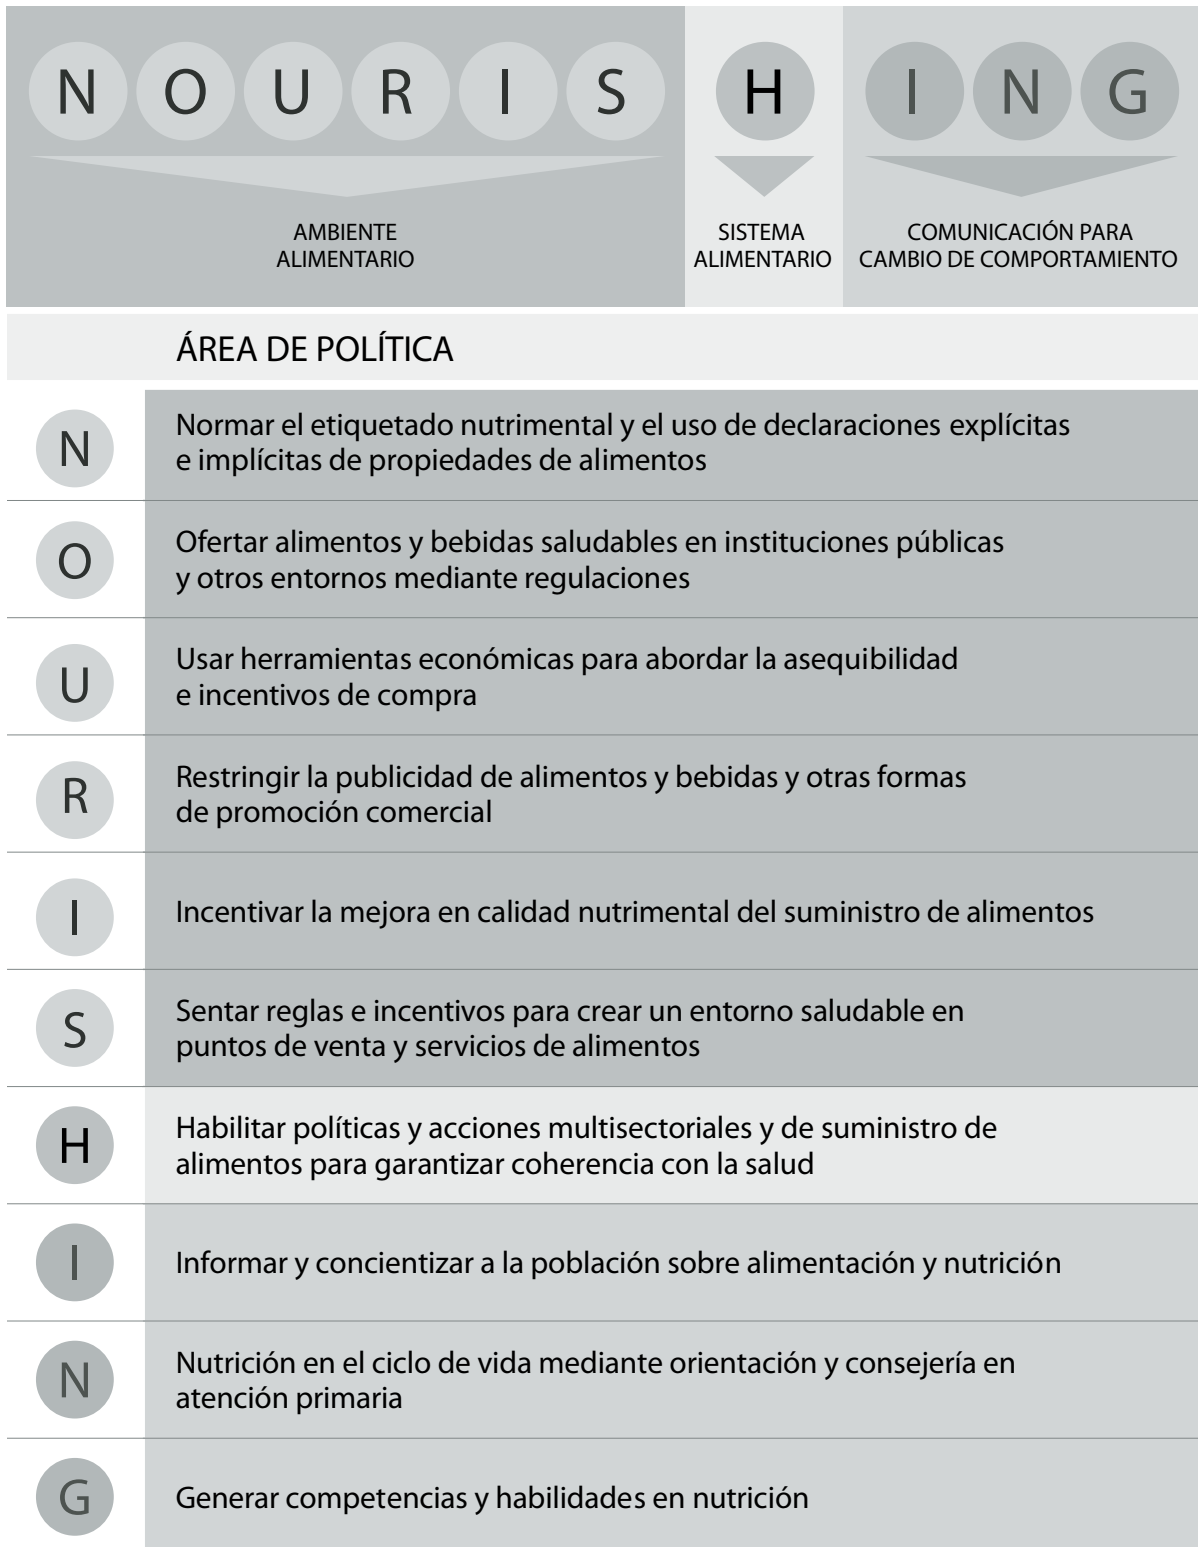 N O U R I S H I N G
AMBIENTE
ALIMENTARIO
SISTEMA
ALIMENTARIO
COMUNICACIÓN PARA
CAMBIO DE COMPORTAMIENTO
ÁREA DE POLÍTICA
N
Normar el etiquetado nutrimental y el uso de declaraciones explícitas
e implícitas de propiedades de alimentos
O
Ofertar alimentos y bebidas saludables en instituciones públicas
y otros entornos mediante regulaciones
U
Usar herramientas económicas para abordar la asequibilidad
e incentivos de compra
R
Restringir la publicidad de alimentos y bebidas y otras formas
de promoción comercial
I
Incentivar la mejora en calidad nutrimental del suministro de alimentos
S
Sentar reglas e incentivos para crear un entorno saludable en
puntos de venta y servicios de alimentos
H
Habilitar políticas y acciones multisectoriales y de suministro de
alimentos para garantizar coherencia con la salud
I
Informar y concientizar a la población sobre alimentación y nutrición
N
Nutrición en el ciclo de vida mediante orientación y consejería en
atención primaria
G
Generar competencias y habilidades en nutrición